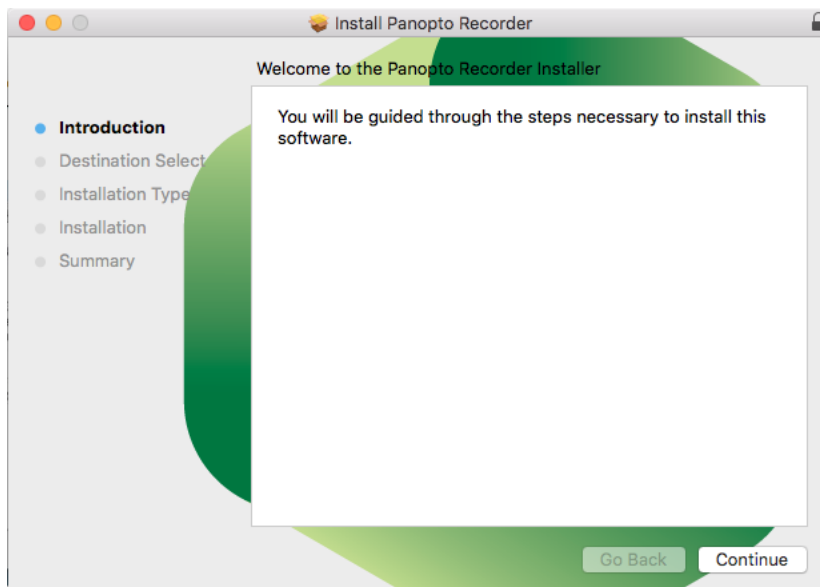 Install Panopto Recorder
Welcome to the Panopto Recorder Installer
Introduction
Destination Select
Installation Type
Installation
Summary
You will be guided through the steps necessary to install this
software.
Go Back
Continue